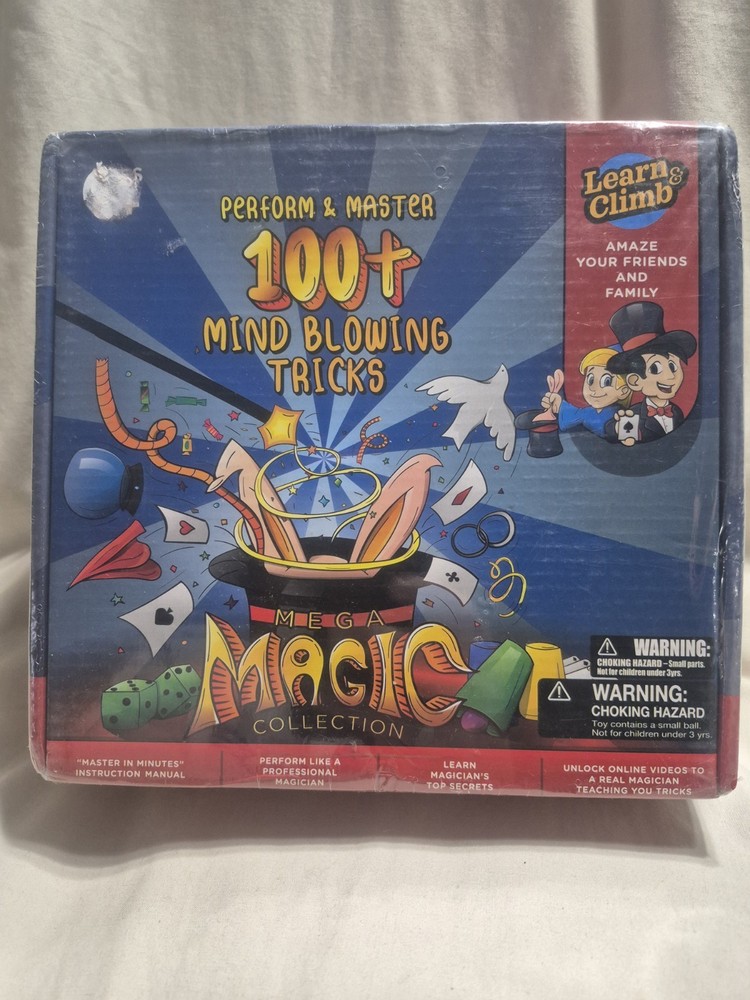 PERFORM & MASTER
100+
MIND BLOWING
TRICKS
Learn &
Climb
AMAZE
YOUR FRIENDS
AND
FAMILY
MEGA
MAGIC
COLLECTION
WARNING:
CHOKING HAZARD – Small parts.
Not for children under 3yrs.
WARNING:
CHOKING HAZARD
Toy contains a small ball.
Not for children under 3 yrs.
"MASTER IN MINUTES"
INSTRUCTION MANUAL
PERFORM LIKE A
PROFESSIONAL
MAGICIAN
LEARN
MAGICIAN'S
TOP SECRETS
UNLOCK ONLINE VIDEOS TO
A REAL MAGICIAN
TEACHING YOU TRICKS